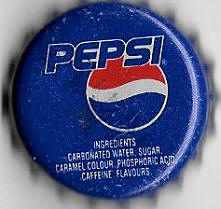 PEPSI
INGREDIENTS
CARBONATED WATER, SUGAR,
CARAMEL COLOUR, PHOSPHORIC ACID,
CAFFEINE, FLAVOURS.